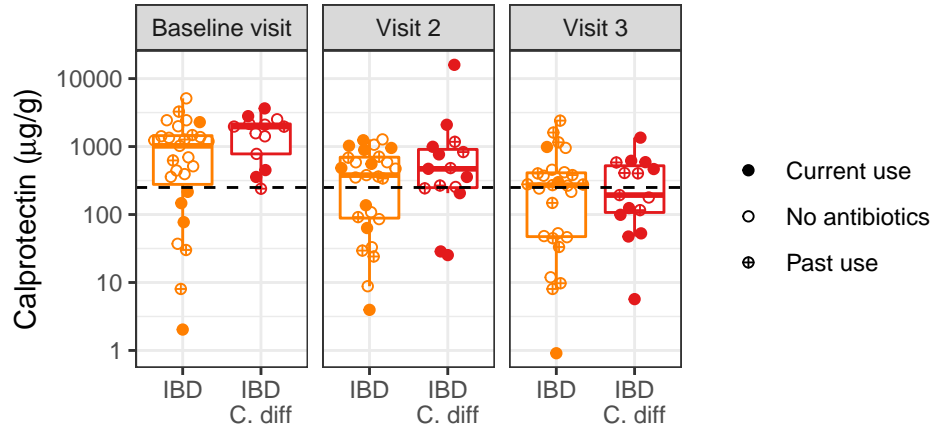 Baseline visit
Visit 2
Visit 3
Calprotectin (μg/g)
10000
1000
100
10
1
IBD
IBD
C. diff
IBD
IBD
C. diff
IBD
IBD
C. diff
Current use
No antibiotics
Past use